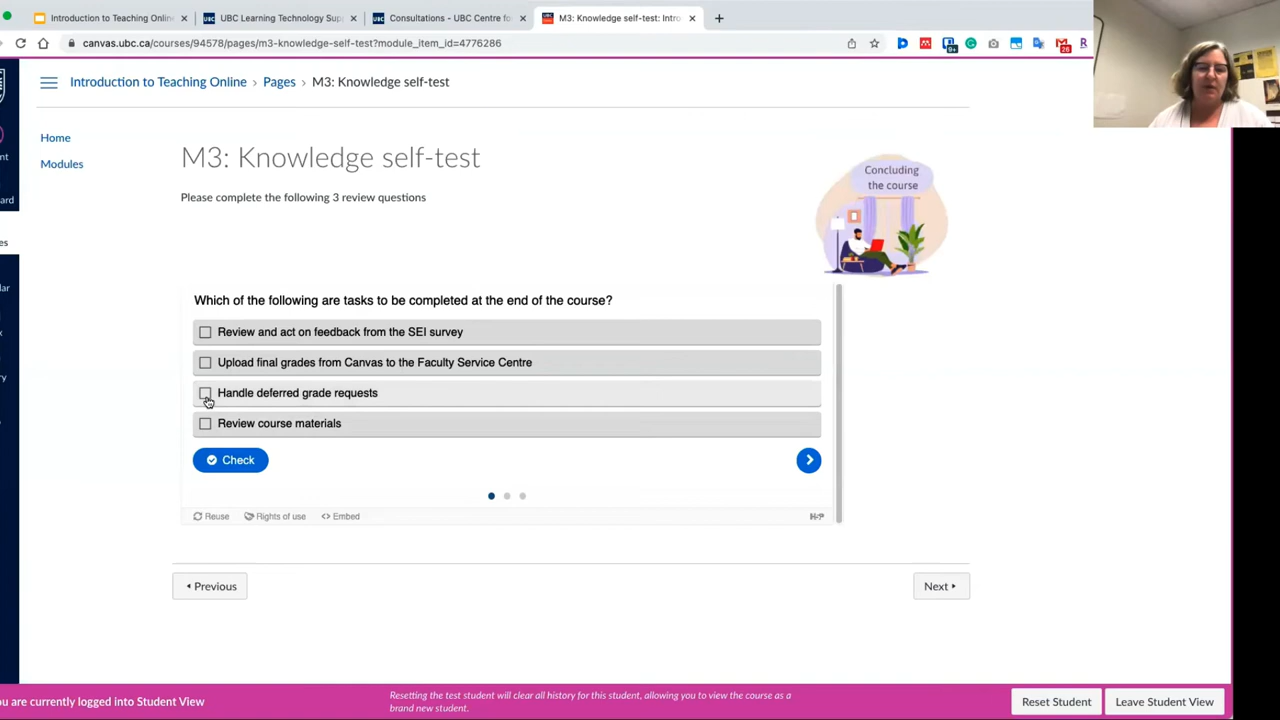 Introduction to Teaching Online
UBC Learning Technology Sup
Consultations - UBC Centre fo
M3: Knowledge self-test: Intro
canvas.ubc.ca/courses/94578/pages/m3-knowledge-self-test?module_item_id=4776286
9+
26
R
Introduction to Teaching Online > Pages > M3: Knowledge self-test
Home
Modules
M3: Knowledge self-test
Please complete the following 3 review questions
Concluding
the course
Which of the following are tasks to be completed at the end of the course?
Review and act on feedback from the SEI survey
Upload final grades from Canvas to the Faculty Service Centre
Handle deferred grade requests
Review course materials
Check
Reuse
Rights of use
<> Embed
H5P
Previous
Next
ou are currently logged into Student View
Resetting the test student will clear all history for this student, allowing you to view the course as a
brand new student.
Reset Student
Leave Student View